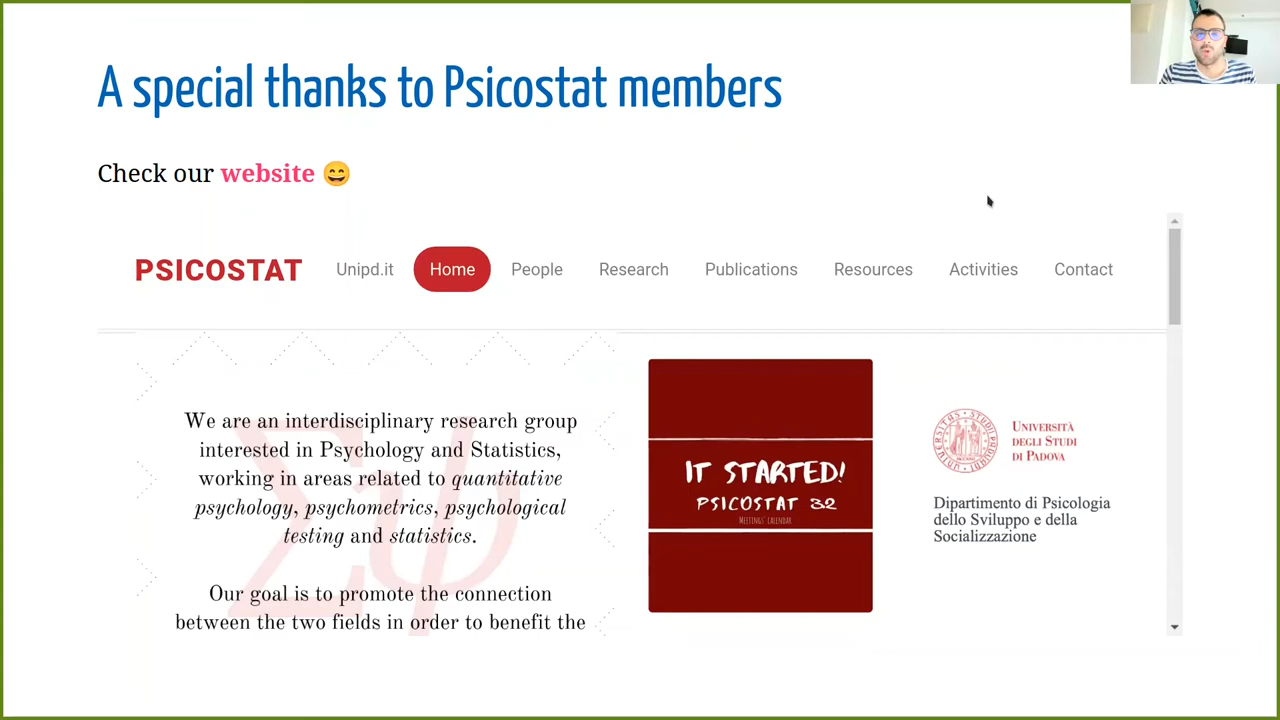 A special thanks to Psicostat members
Check our website 😄
PSICOSTAT Unipd.it Home People Research Publications Resources Activities Contact
We are an interdisciplinary research group
interested in Psychology and Statistics,
working in areas related to quantitative
psychology, psychometrics, psychological
testing and statistics.
Our goal is to promote the connection
between the two fields in order to benefit the
Σψ
IT STARTED!
PSICOSTAT 3.2
MEETINGS' CALENDAR
UNIVERSITÀ
DEGLI STUDI
DI PADOVA
Dipartimento di Psicologia
dello Sviluppo e della
Socializzazione